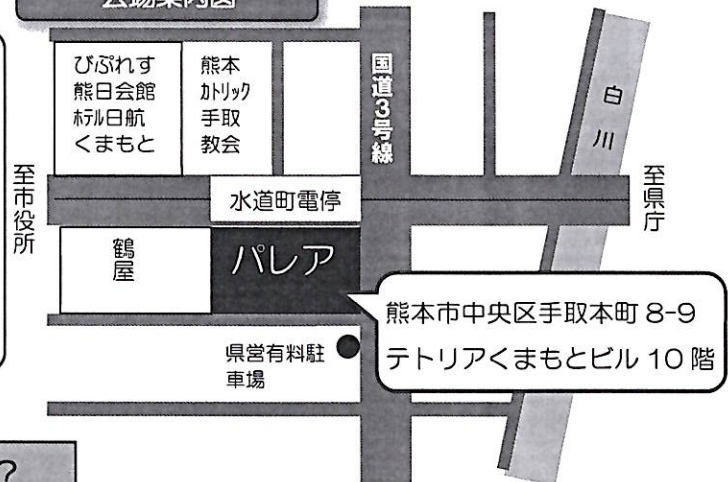 会場案内図
びぷれす
熊日会館
ホテル日航
くまもと
熊本
カトリック
手取
教会
国道3号線
白川
至市役所
至県庁
水道町電停
鶴屋
パレア
熊本市中央区手取本町 8-9
テトリアくまもとビル 10 階
県営有料駐
車場
?